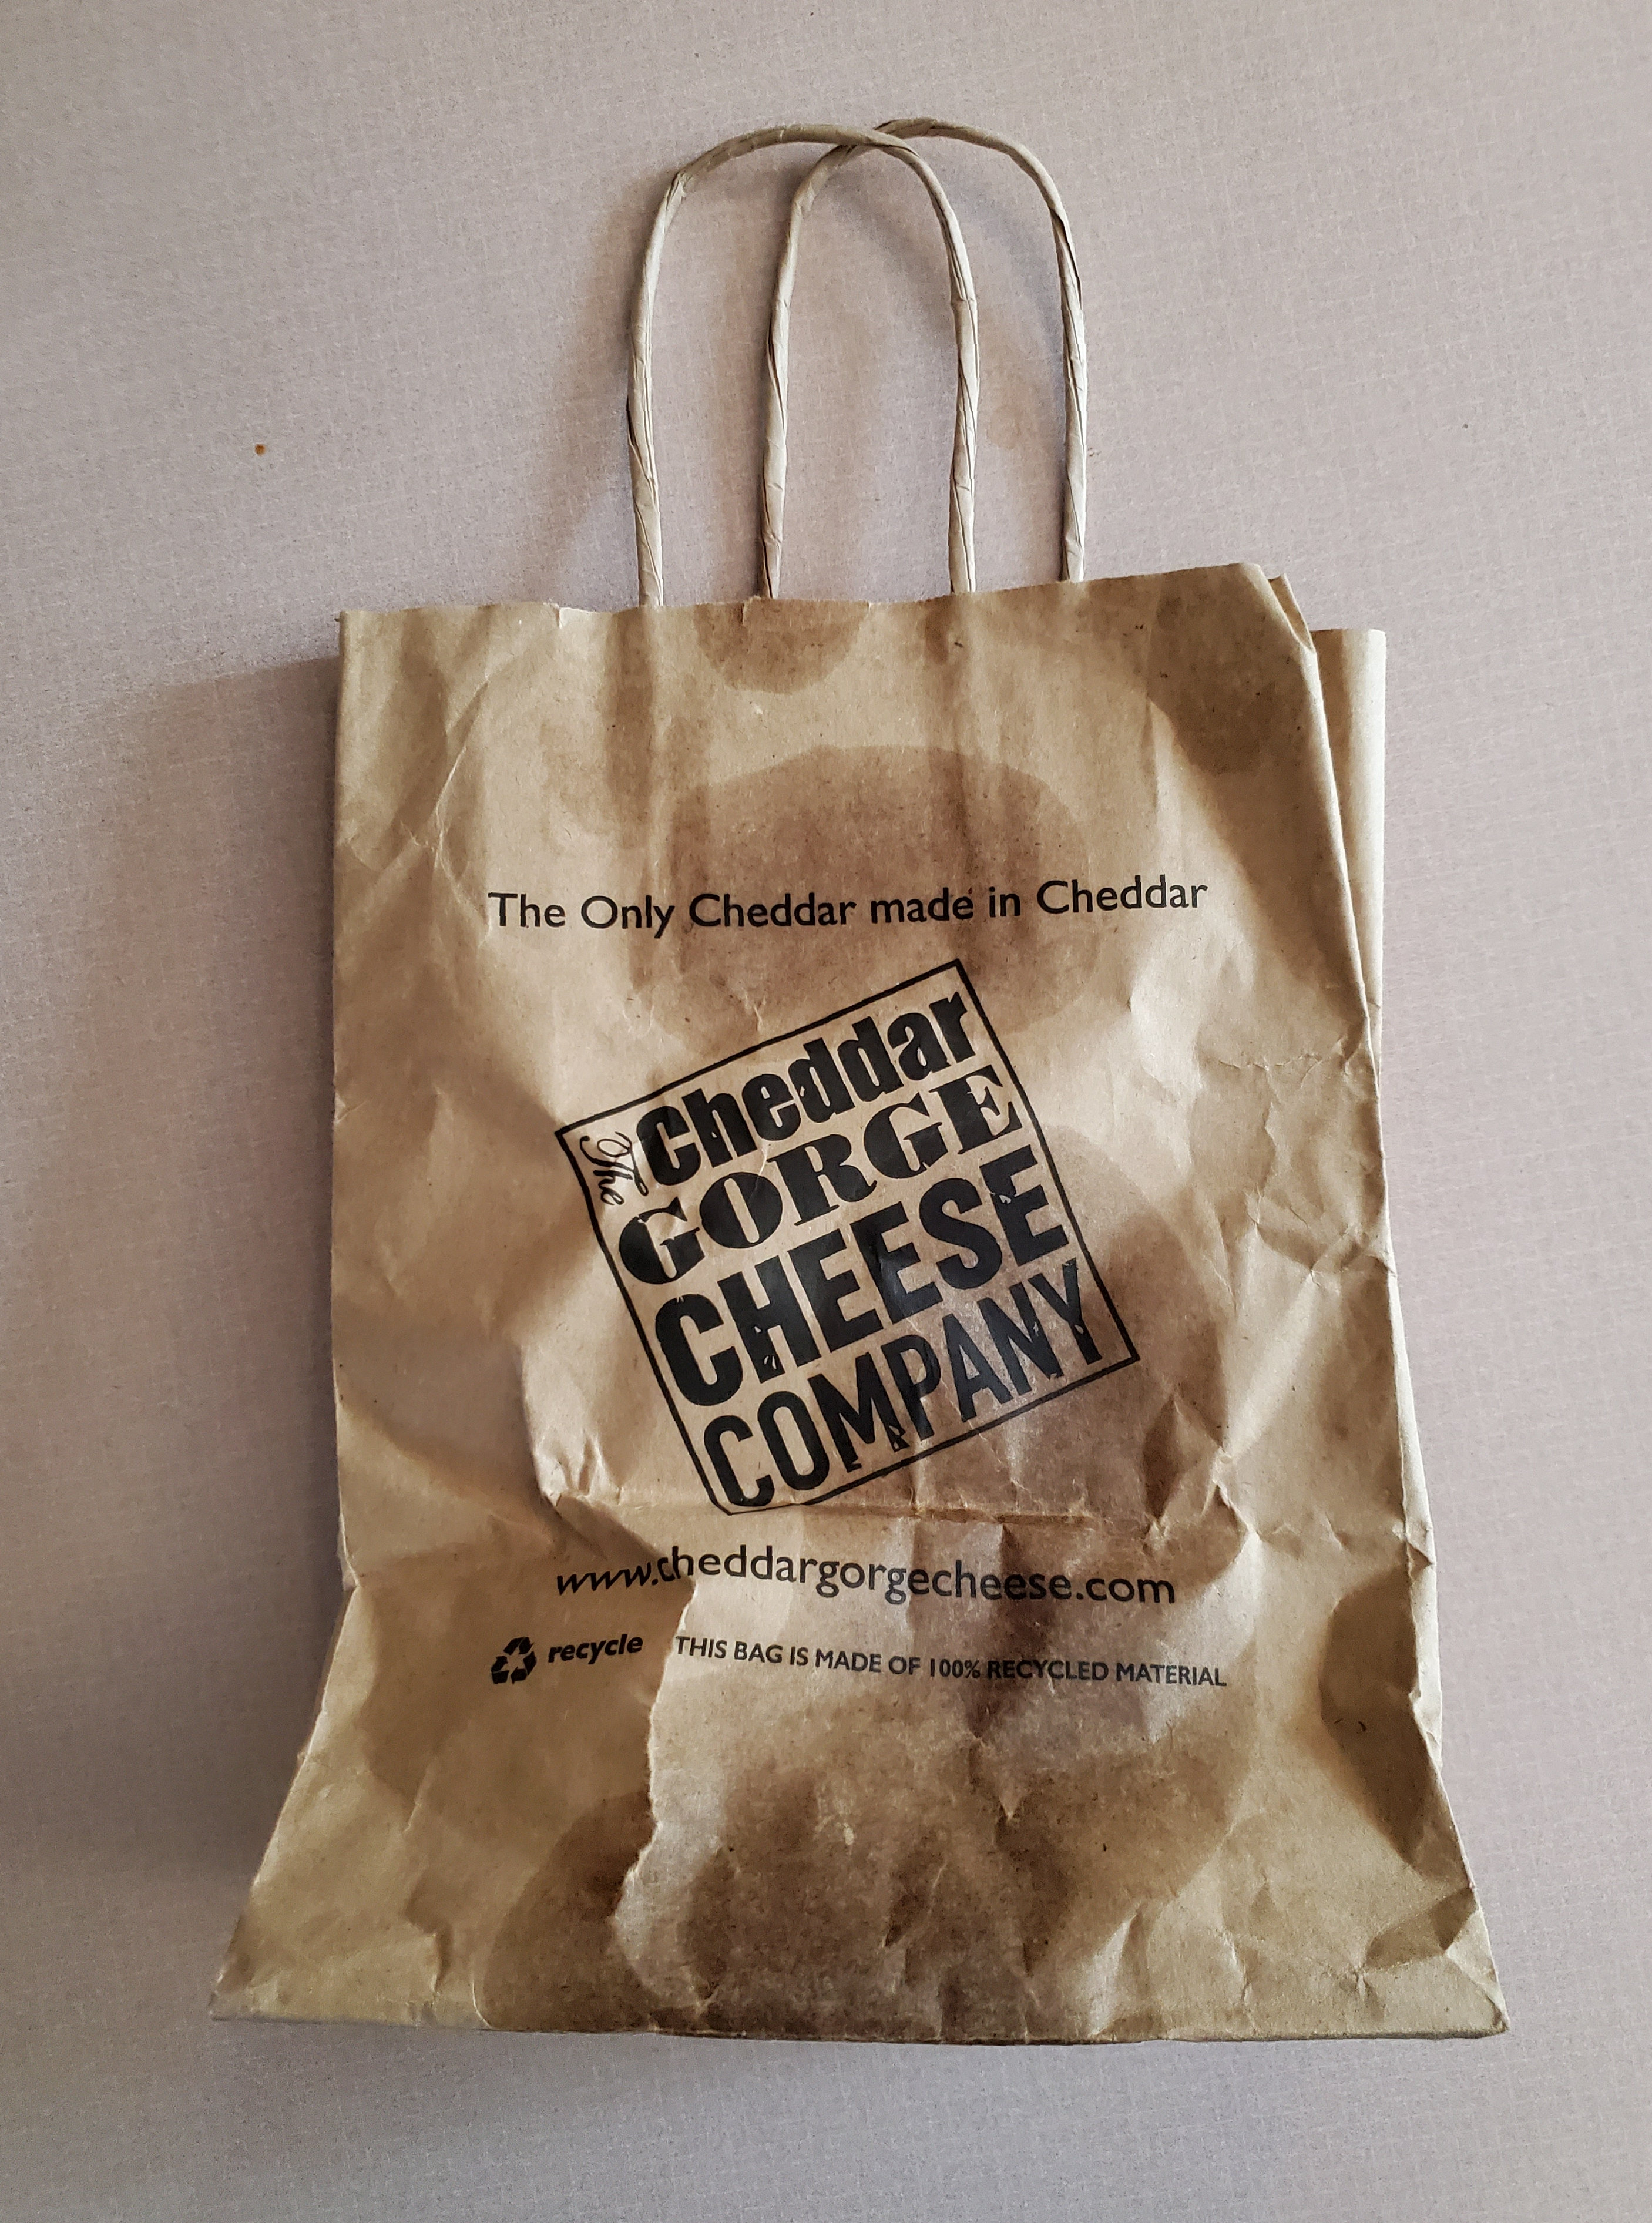 The Only Cheddar made in Cheddar
The Cheddar
GORGE
CHEESE
COMPANY
www.cheddargorgecheese.com
recycle THIS BAG IS MADE OF 100% RECYCLED MATERIAL